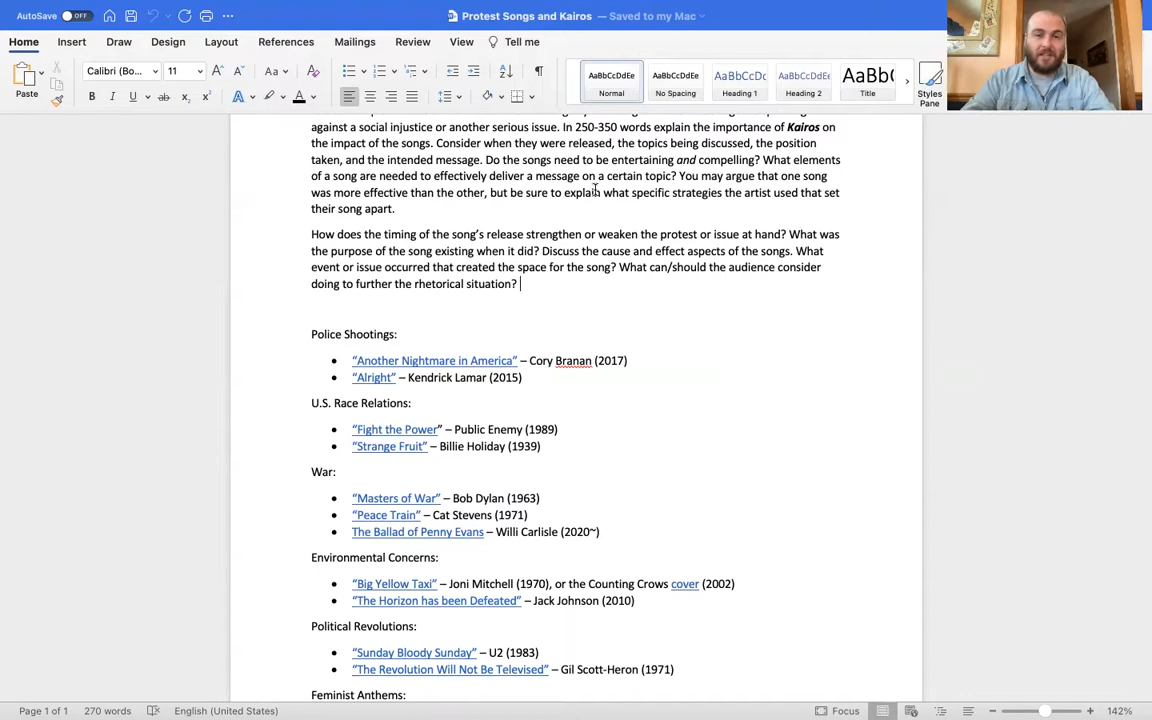 AutoSave OFF Protest Songs and Kairos — Saved to my Mac
Home Insert Draw Design Layout References Mailings Review View Tell me
Paste Calibri (Bo... 11 Aa
AaBbCcDdEe AaBbCcDdEe AaBbCcDc AaBbCcDdEe AaBbC
Normal No Spacing Heading 1 Heading 2 Title Styles Pane
against a social injustice or another serious issue. In 250-350 words explain the importance of Kairos on
the impact of the songs. Consider when they were released, the topics being discussed, the position
taken, and the intended message. Do the songs need to be entertaining and compelling? What elements
of a song are needed to effectively deliver a message on a certain topic? You may argue that one song
was more effective than the other, but be sure to explain what specific strategies the artist used that set
their song apart.
How does the timing of the song's release strengthen or weaken the protest or issue at hand? What was
the purpose of the song existing when it did? Discuss the cause and effect aspects of the songs. What
event or issue occurred that created the space for the song? What can/should the audience consider
doing to further the rhetorical situation?
Police Shootings:
• “Another Nightmare in America” – Cory Branan (2017)
• “Alright” – Kendrick Lamar (2015)
U.S. Race Relations:
• “Fight the Power” – Public Enemy (1989)
• “Strange Fruit” – Billie Holiday (1939)
War:
• “Masters of War” – Bob Dylan (1963)
• “Peace Train” – Cat Stevens (1971)
• The Ballad of Penny Evans – Willi Carlisle (2020~)
Environmental Concerns:
• “Big Yellow Taxi” – Joni Mitchell (1970), or the Counting Crows cover (2002)
• “The Horizon has been Defeated” – Jack Johnson (2010)
Political Revolutions:
• “Sunday Bloody Sunday” – U2 (1983)
• “The Revolution Will Not Be Televised” – Gil Scott-Heron (1971)
Feminist Anthems:
Page 1 of 1 270 words English (United States) Focus 142%